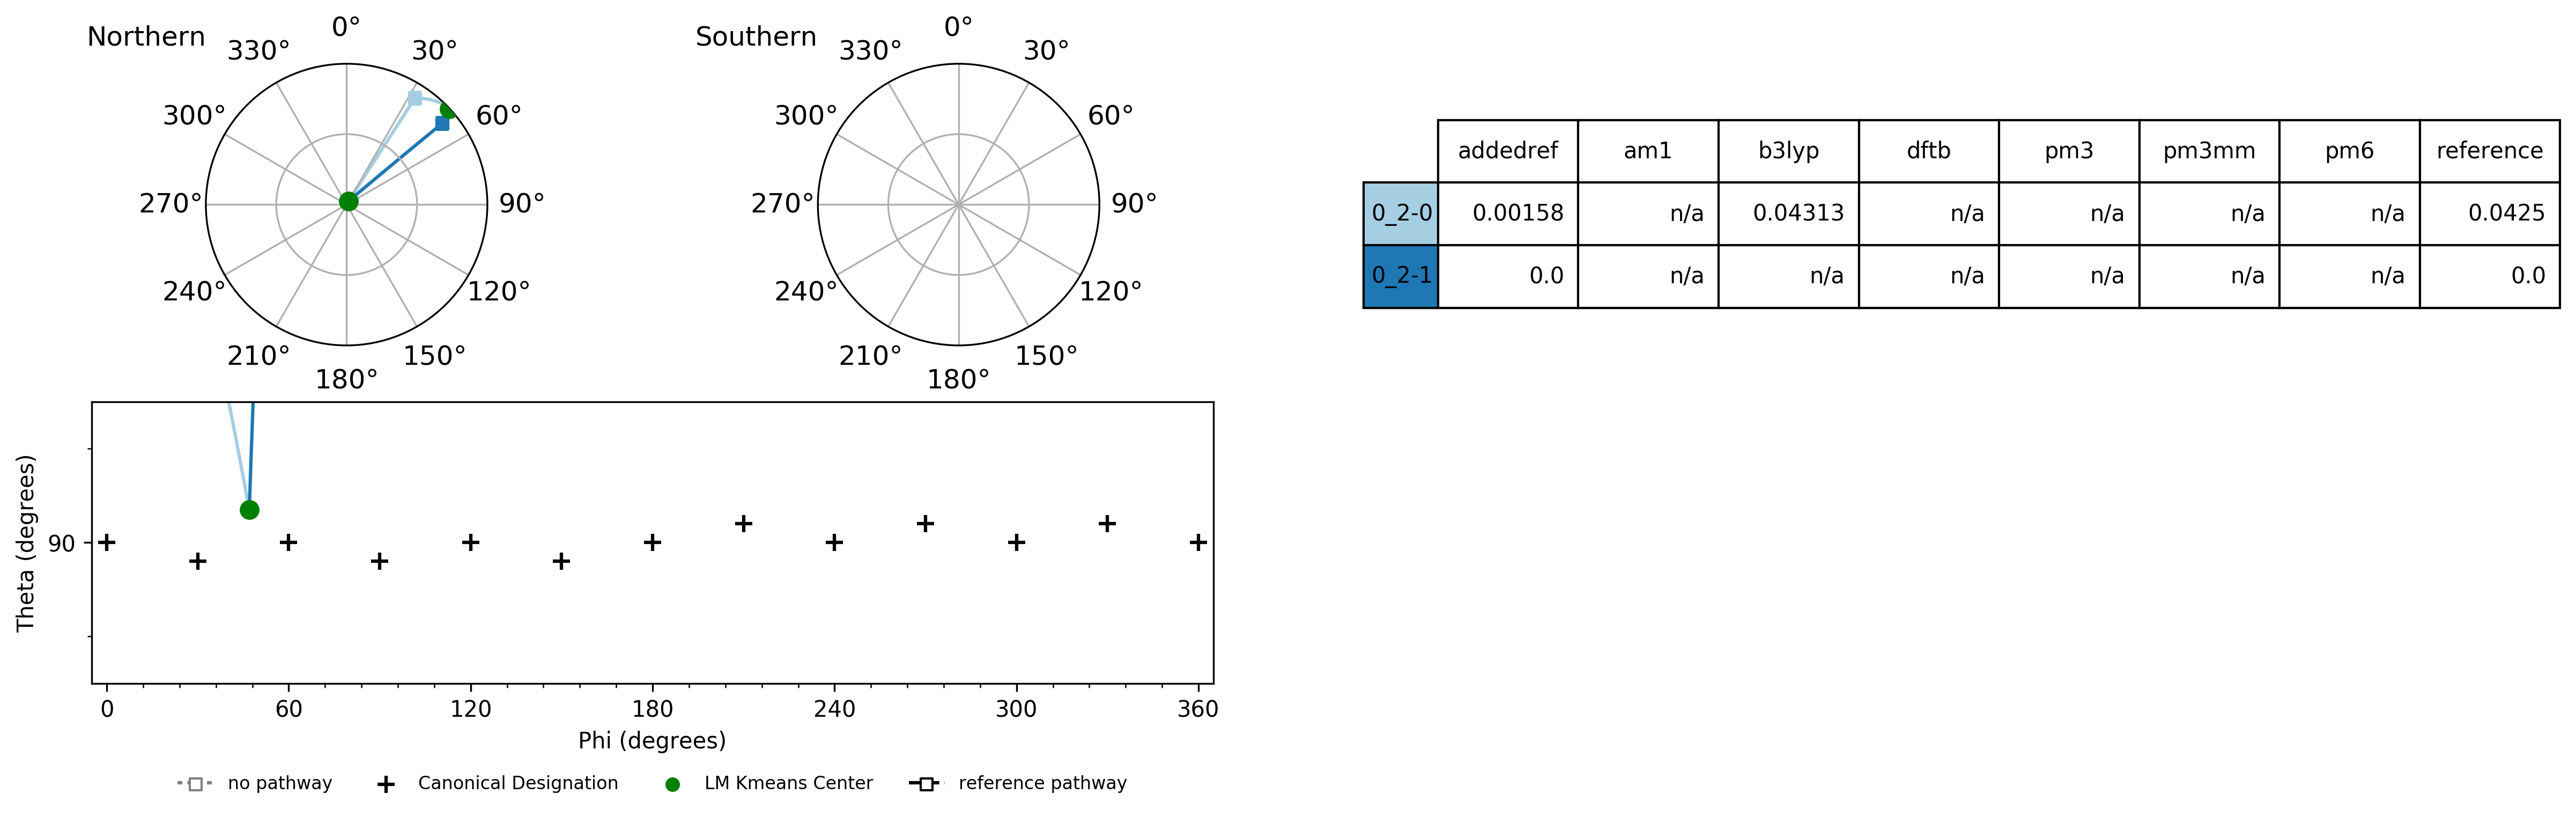 Northern
0°
30°
60°
90°
120°
150°
180°
210°
240°
270°
300°
330°
Southern
0°
30°
60°
90°
120°
150°
180°
210°
240°
270°
300°
330°
addedref am1 b3lyp dftb pm3 pm3mm pm6 reference
0_2-0 0.00158 n/a 0.04313 n/a n/a n/a n/a 0.0425
0_2-1 0.0 n/a n/a n/a n/a n/a n/a 0.0
Theta (degrees)
90
0 60 120 180 240 300 360
Phi (degrees)
no pathway Canonical Designation LM Kmeans Center reference pathway